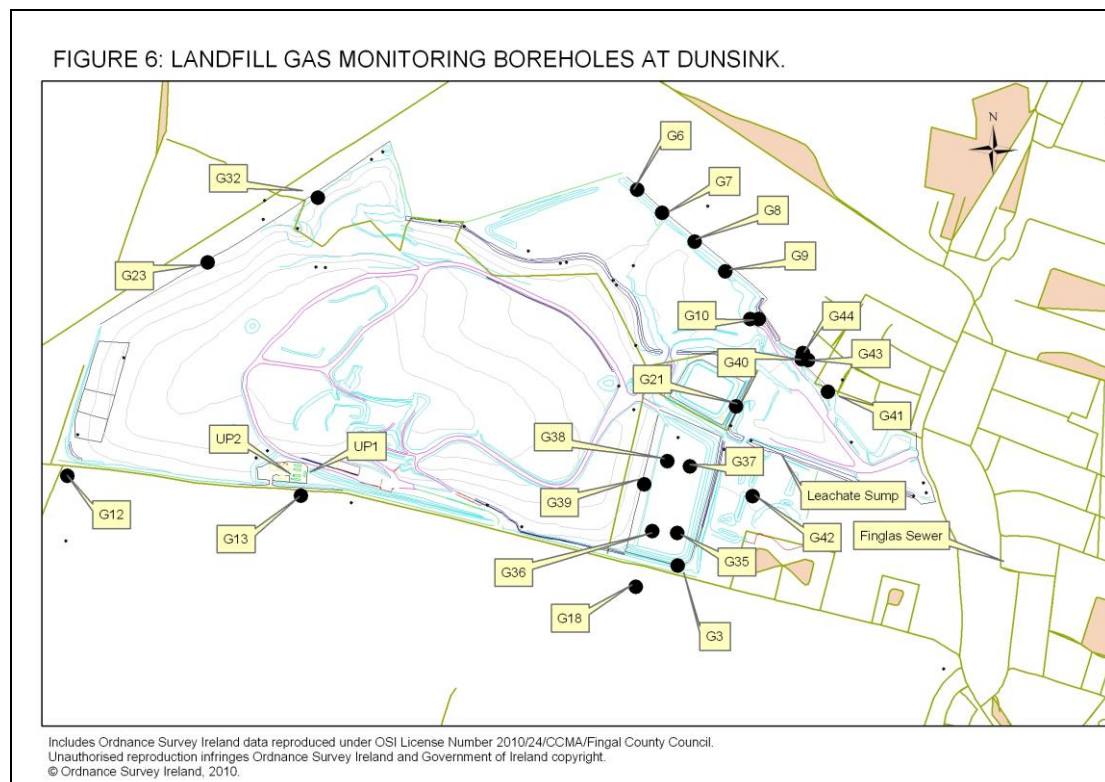 FIGURE 6: LANDFILL GAS MONITORING BOREHOLES AT DUNSINK.
N
G6
G32
G7
G8
G23
G9
G10
G44
G40
G43
G21
G41
G38
UP2
UP1
G37
G39
Leachate Sump
G12
G13
G42
Finglas Sewer
G36
G35
G18
G3
Includes Ordnance Survey Ireland data reproduced under OSI License Number 2010/24/CCMA/Fingal County Council.
Unauthorised reproduction infringes Ordnance Survey Ireland and Government of Ireland copyright.
© Ordnance Survey Ireland, 2010.